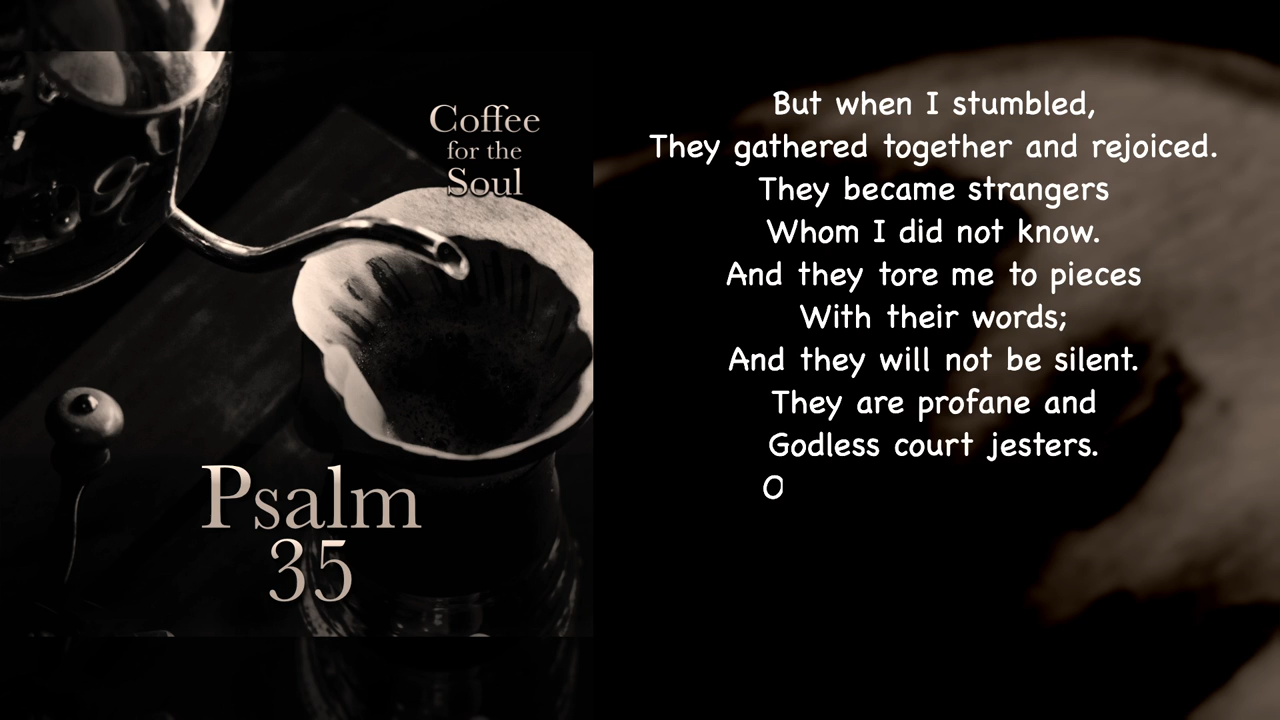 Coffee
for the
Soul
Psalm
35
But when I stumbled,
They gathered together and rejoiced.
They became strangers
Whom I did not know.
And they tore me to pieces
With their words;
And they will not be silent.
They are profane and
Godless court jesters.
O